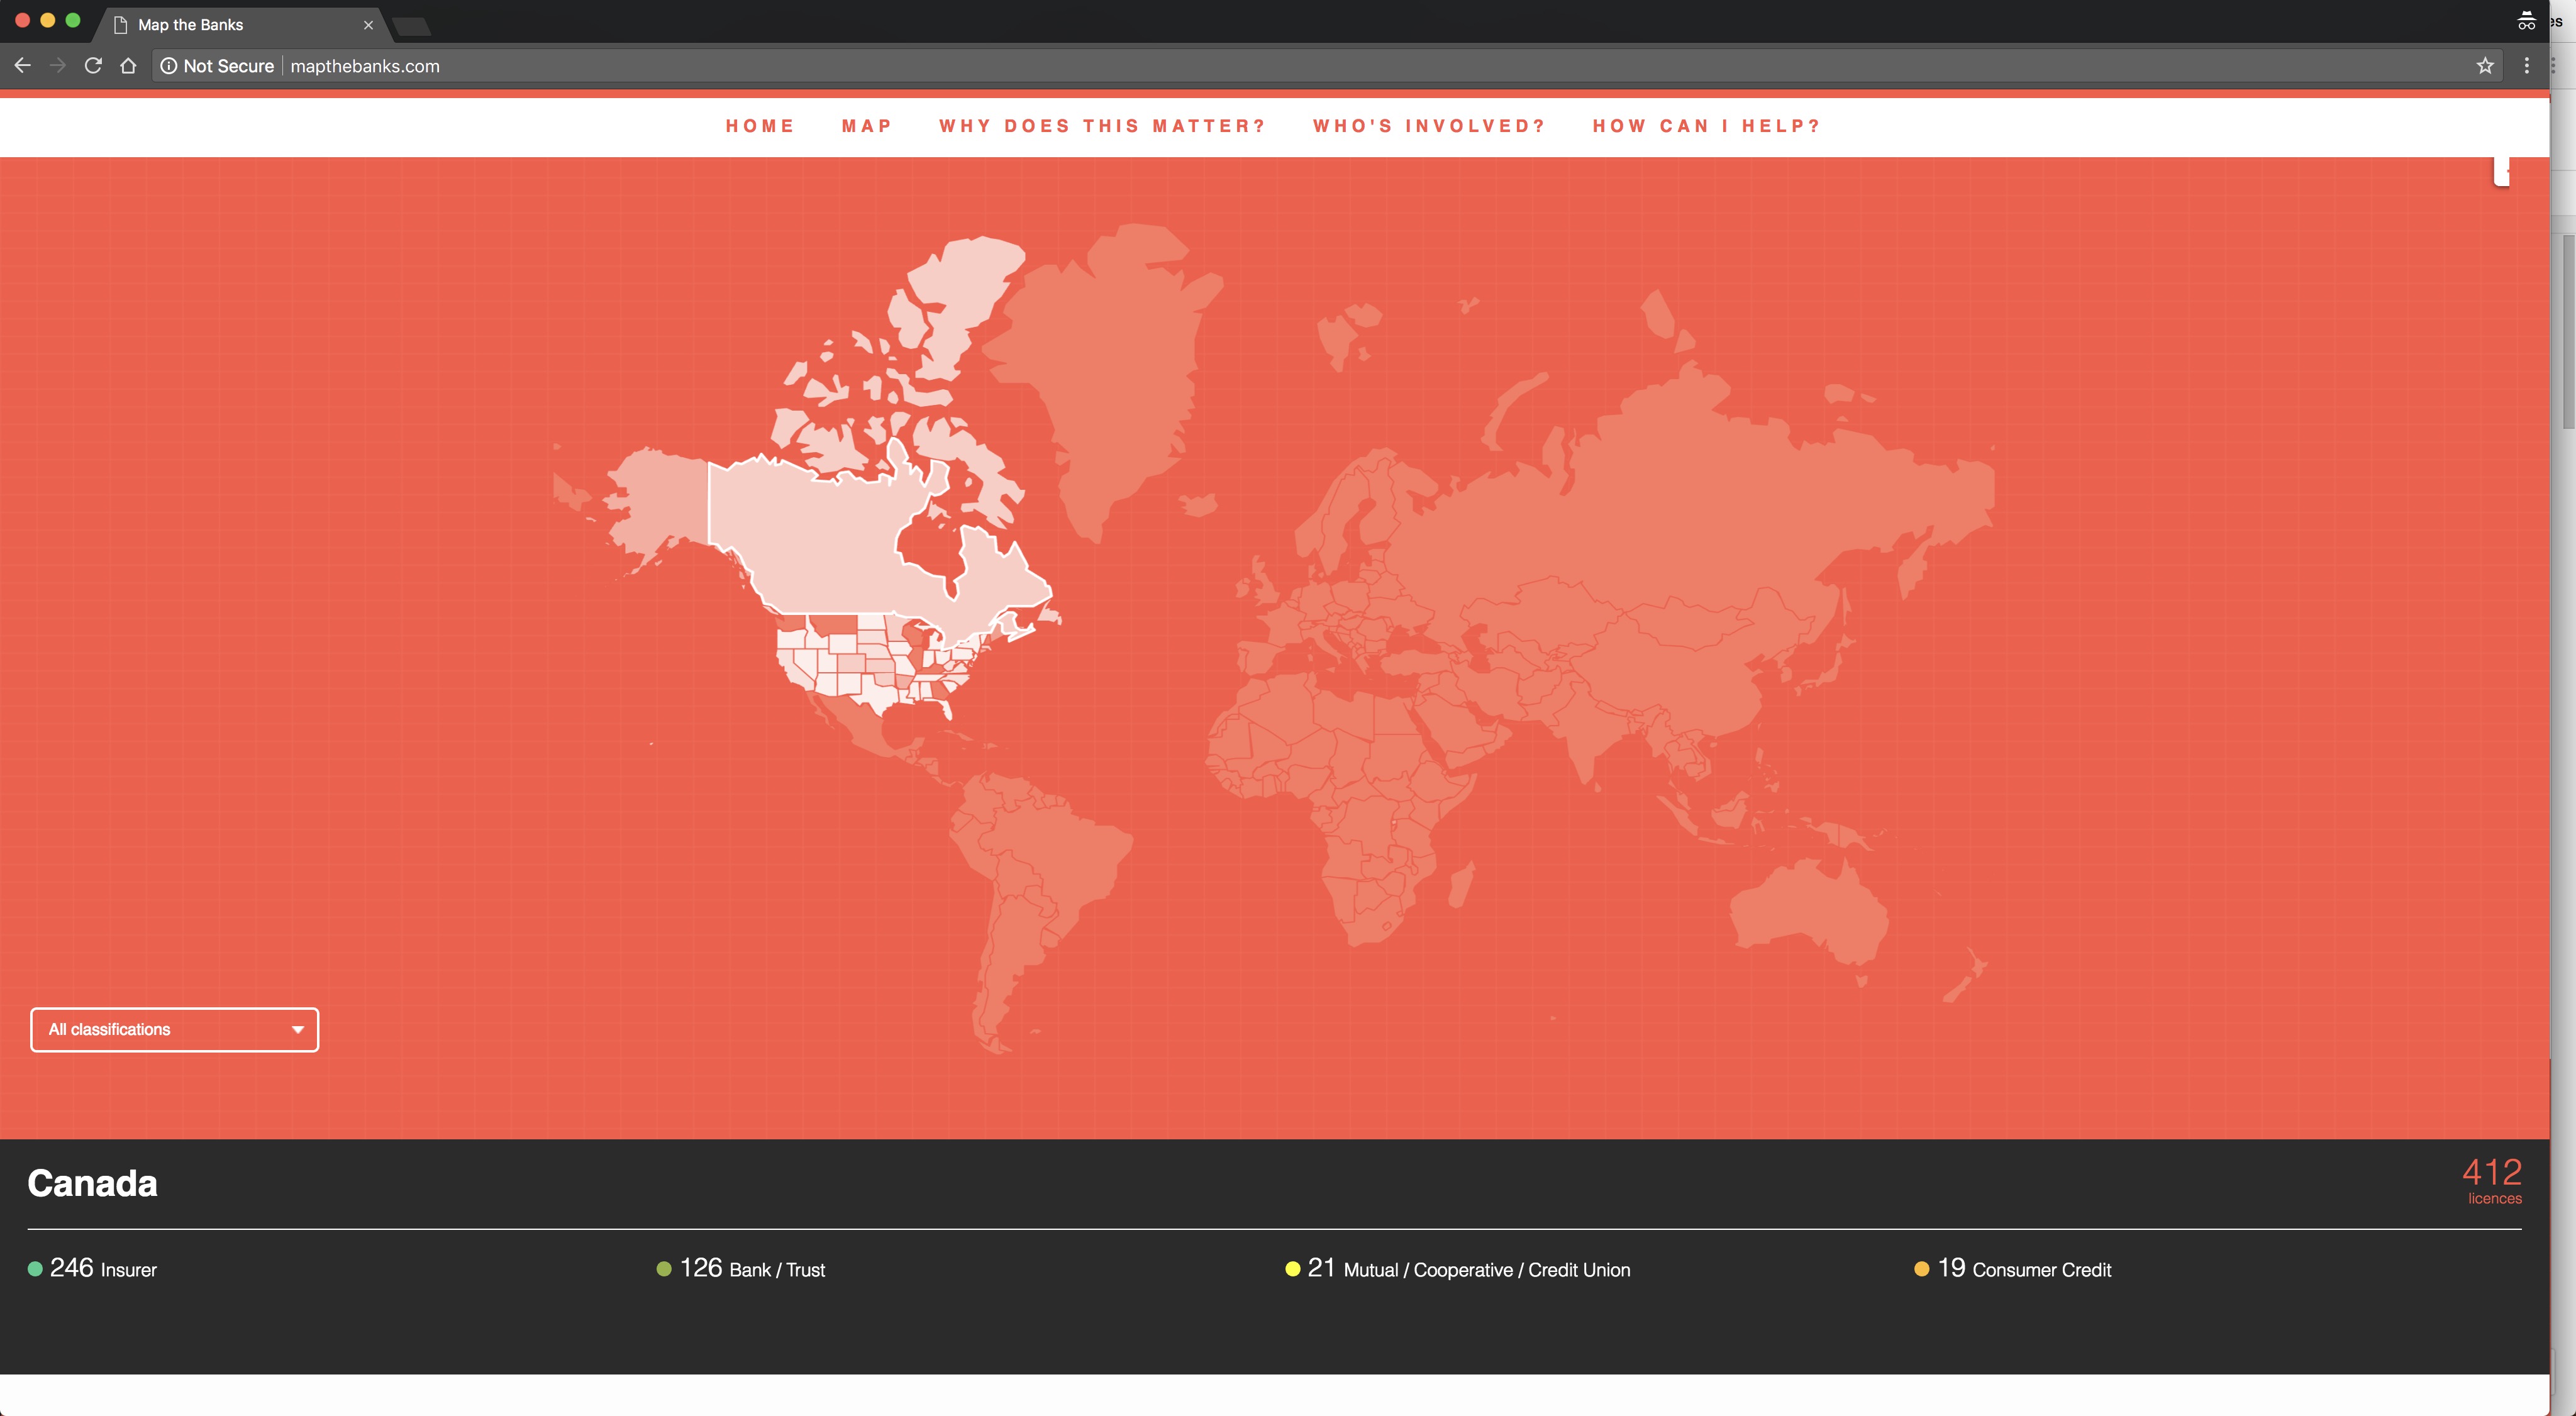 Map the Banks
es
Not Secure mapthebanks.com
HOME MAP WHY DOES THIS MATTER? WHO'S INVOLVED? HOW CAN I HELP?
All classifications
Canada
412
licences
246 Insurer
126 Bank / Trust
21 Mutual / Cooperative / Credit Union
19 Consumer Credit